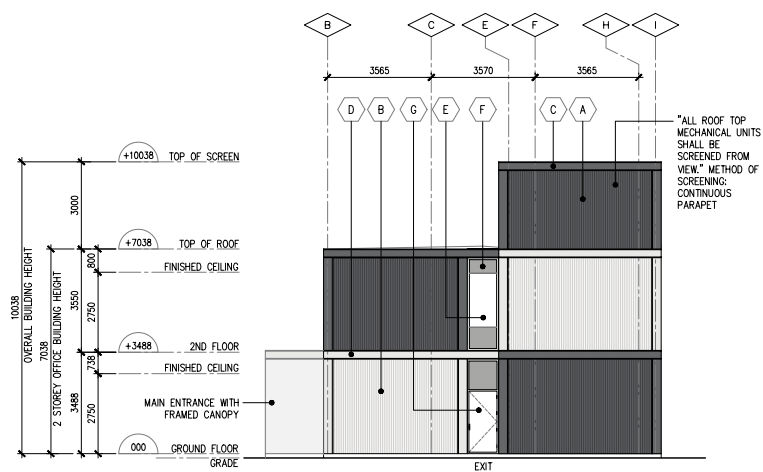 B
C
E
F
H
I
3565
3570
3565
D
B
G
E
F
C
A
"ALL ROOF TOP
MECHANICAL UNITS
SHALL BE
SCREENED FROM
VIEW." METHOD OF
SCREENING:
CONTINUOUS
PARAPET
+10038
TOP OF SCREEN
3000
+7038
TOP OF ROOF
800
FINISHED CEILING
10038
OVERALL BUILDING HEIGHT
7038
2 STOREY OFFICE BUILDING HEIGHT
3550
2750
+3488
2ND FLOOR
738
FINISHED CEILING
3488
2750
MAIN ENTRANCE WITH
FRAMED CANOPY
000
GROUND FLOOR
GRADE
EXIT